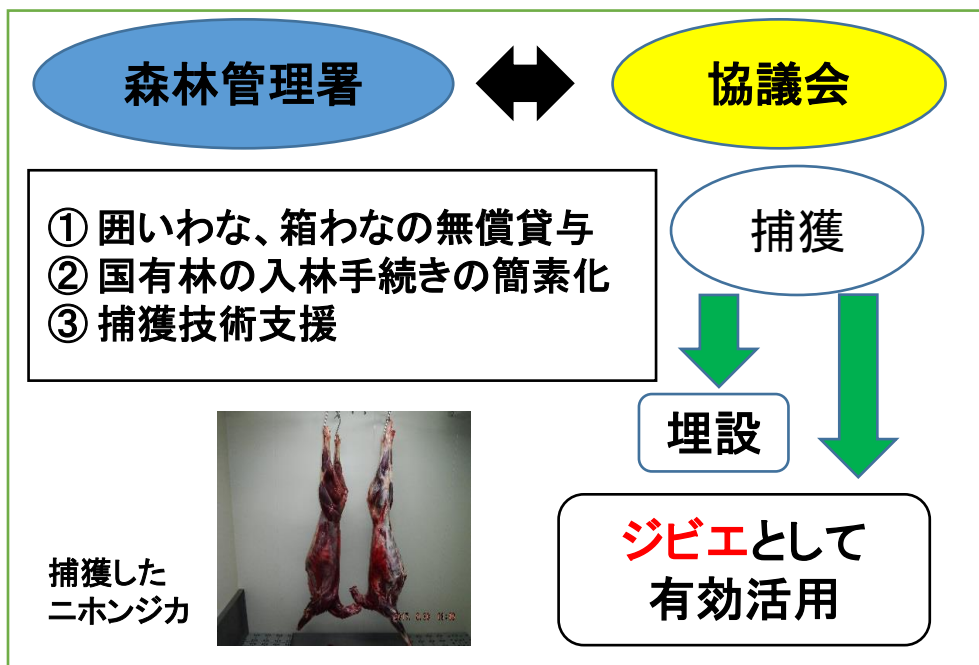 森林管理署
協議会
① 囲いわな、箱わなの無償貸与
② 国有林の入林手続きの簡素化
③ 捕獲技術支援
捕獲
埋設
ジビエとして
有効活用
捕獲した
ニホンジカ